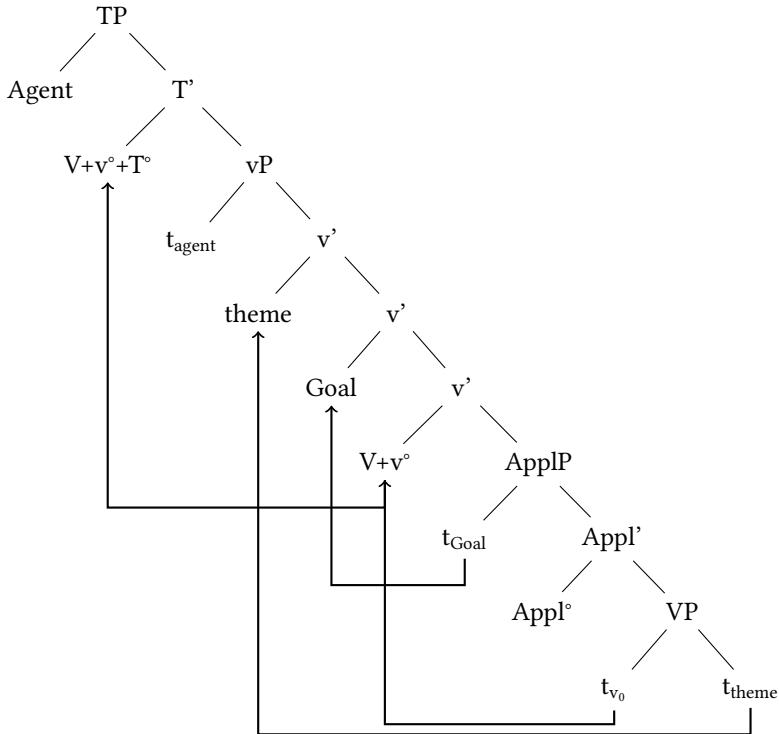 TP
Agent T’
V+v°+T° vP
t_agent v’
theme v’
Goal v’
V+v° ApplP
t_Goal Appl’
Appl° VP
t_v₀ t_theme